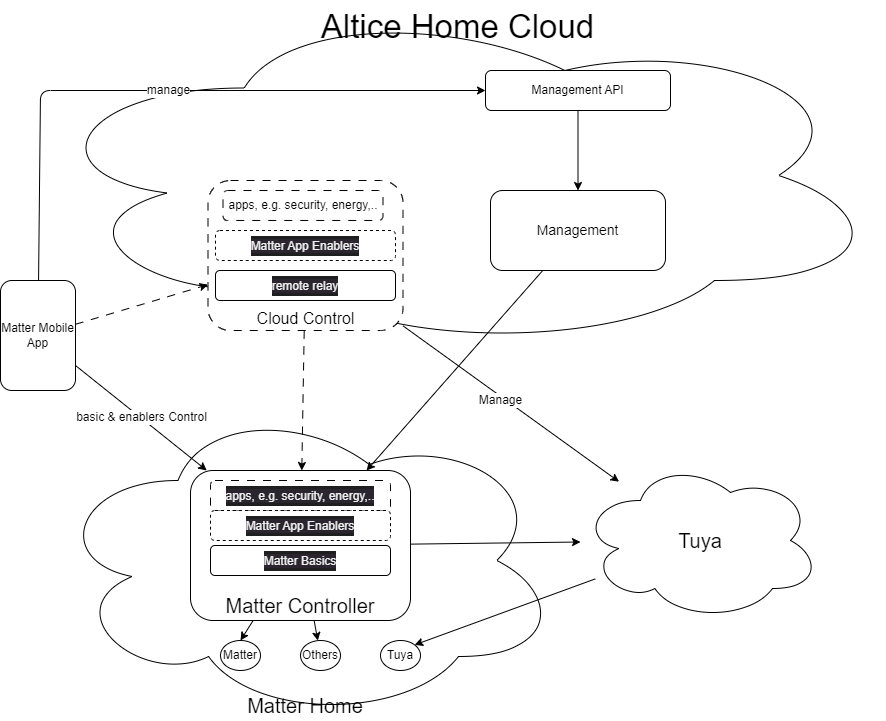 Altice Home Cloud
manage
Management API
apps, e.g. security, energy,..
Matter App Enablers
remote relay
Cloud Control
Management
Matter Mobile
App
basic & enablers Control
Manage
apps, e.g. security, energy,..
Matter App Enablers
Matter Basics
Matter Controller
Tuya
Matter
Others
Tuya
Matter Home